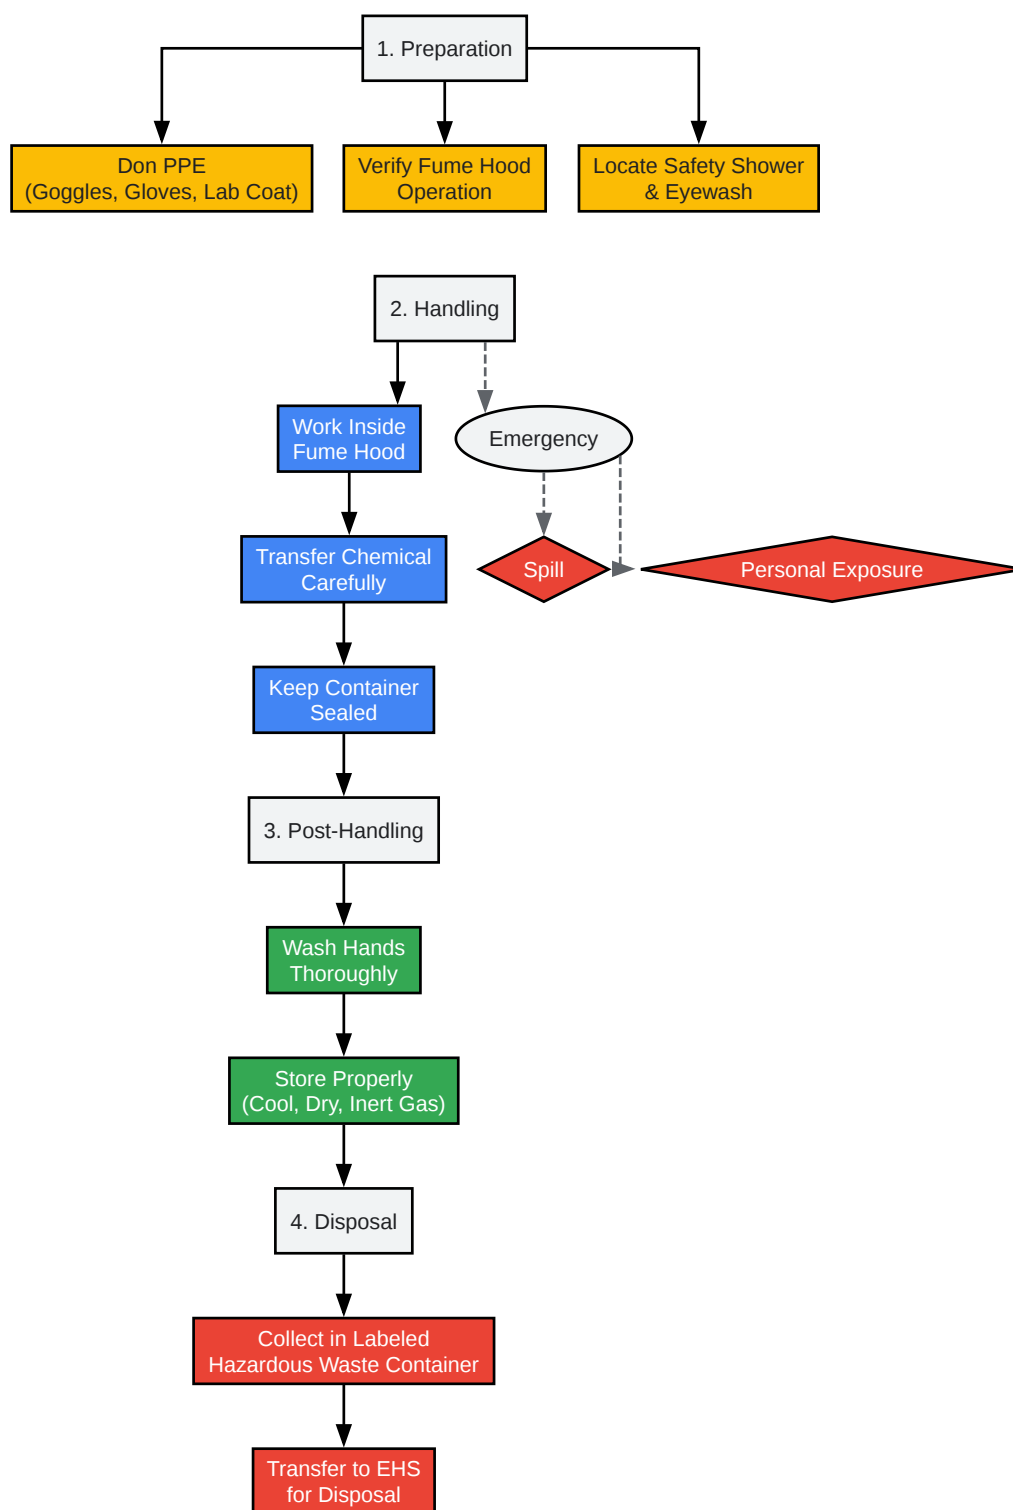 1. Preparation
Don PPE
(Goggles, Gloves, Lab Coat)
Verify Fume Hood
Operation
Locate Safety Shower
& Eyewash
2. Handling
Work Inside
Fume Hood
Emergency
Transfer Chemical
Carefully
Spill
Personal Exposure
Keep Container
Sealed
3. Post-Handling
Wash Hands
Thoroughly
Store Properly
(Cool, Dry, Inert Gas)
4. Disposal
Collect in Labeled
Hazardous Waste Container
Transfer to EHS
for Disposal